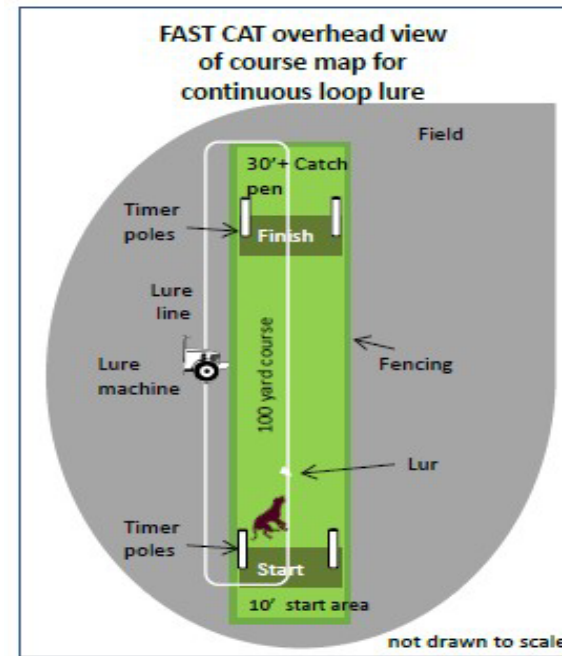 FAST CAT overhead view
of course map for
continuous loop lure
Field
30'+ Catch
pen
Timer
poles
Finish
Lure
line
Lure
machine
100 yard course
Fencing
Lur
Timer
poles
Start
10' start area
not drawn to scale